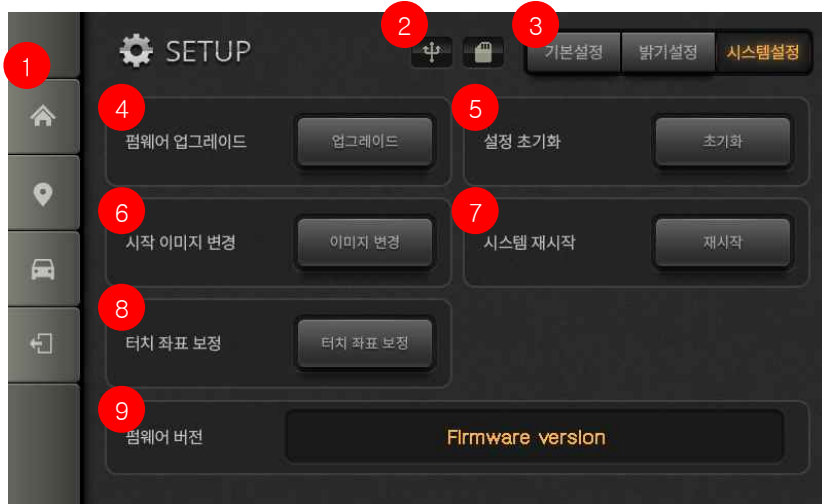 1
2
3
SETUP
기본설정 밝기설정 시스템설정
4
5
펌웨어 업그레이드 업그레이드
설정 초기화 초기화
6
7
시작 이미지 변경 이미지 변경
시스템 재시작 재시작
8
터치 좌표 보정 터치 좌표 보정
9
펌웨어 버전 Firmware version